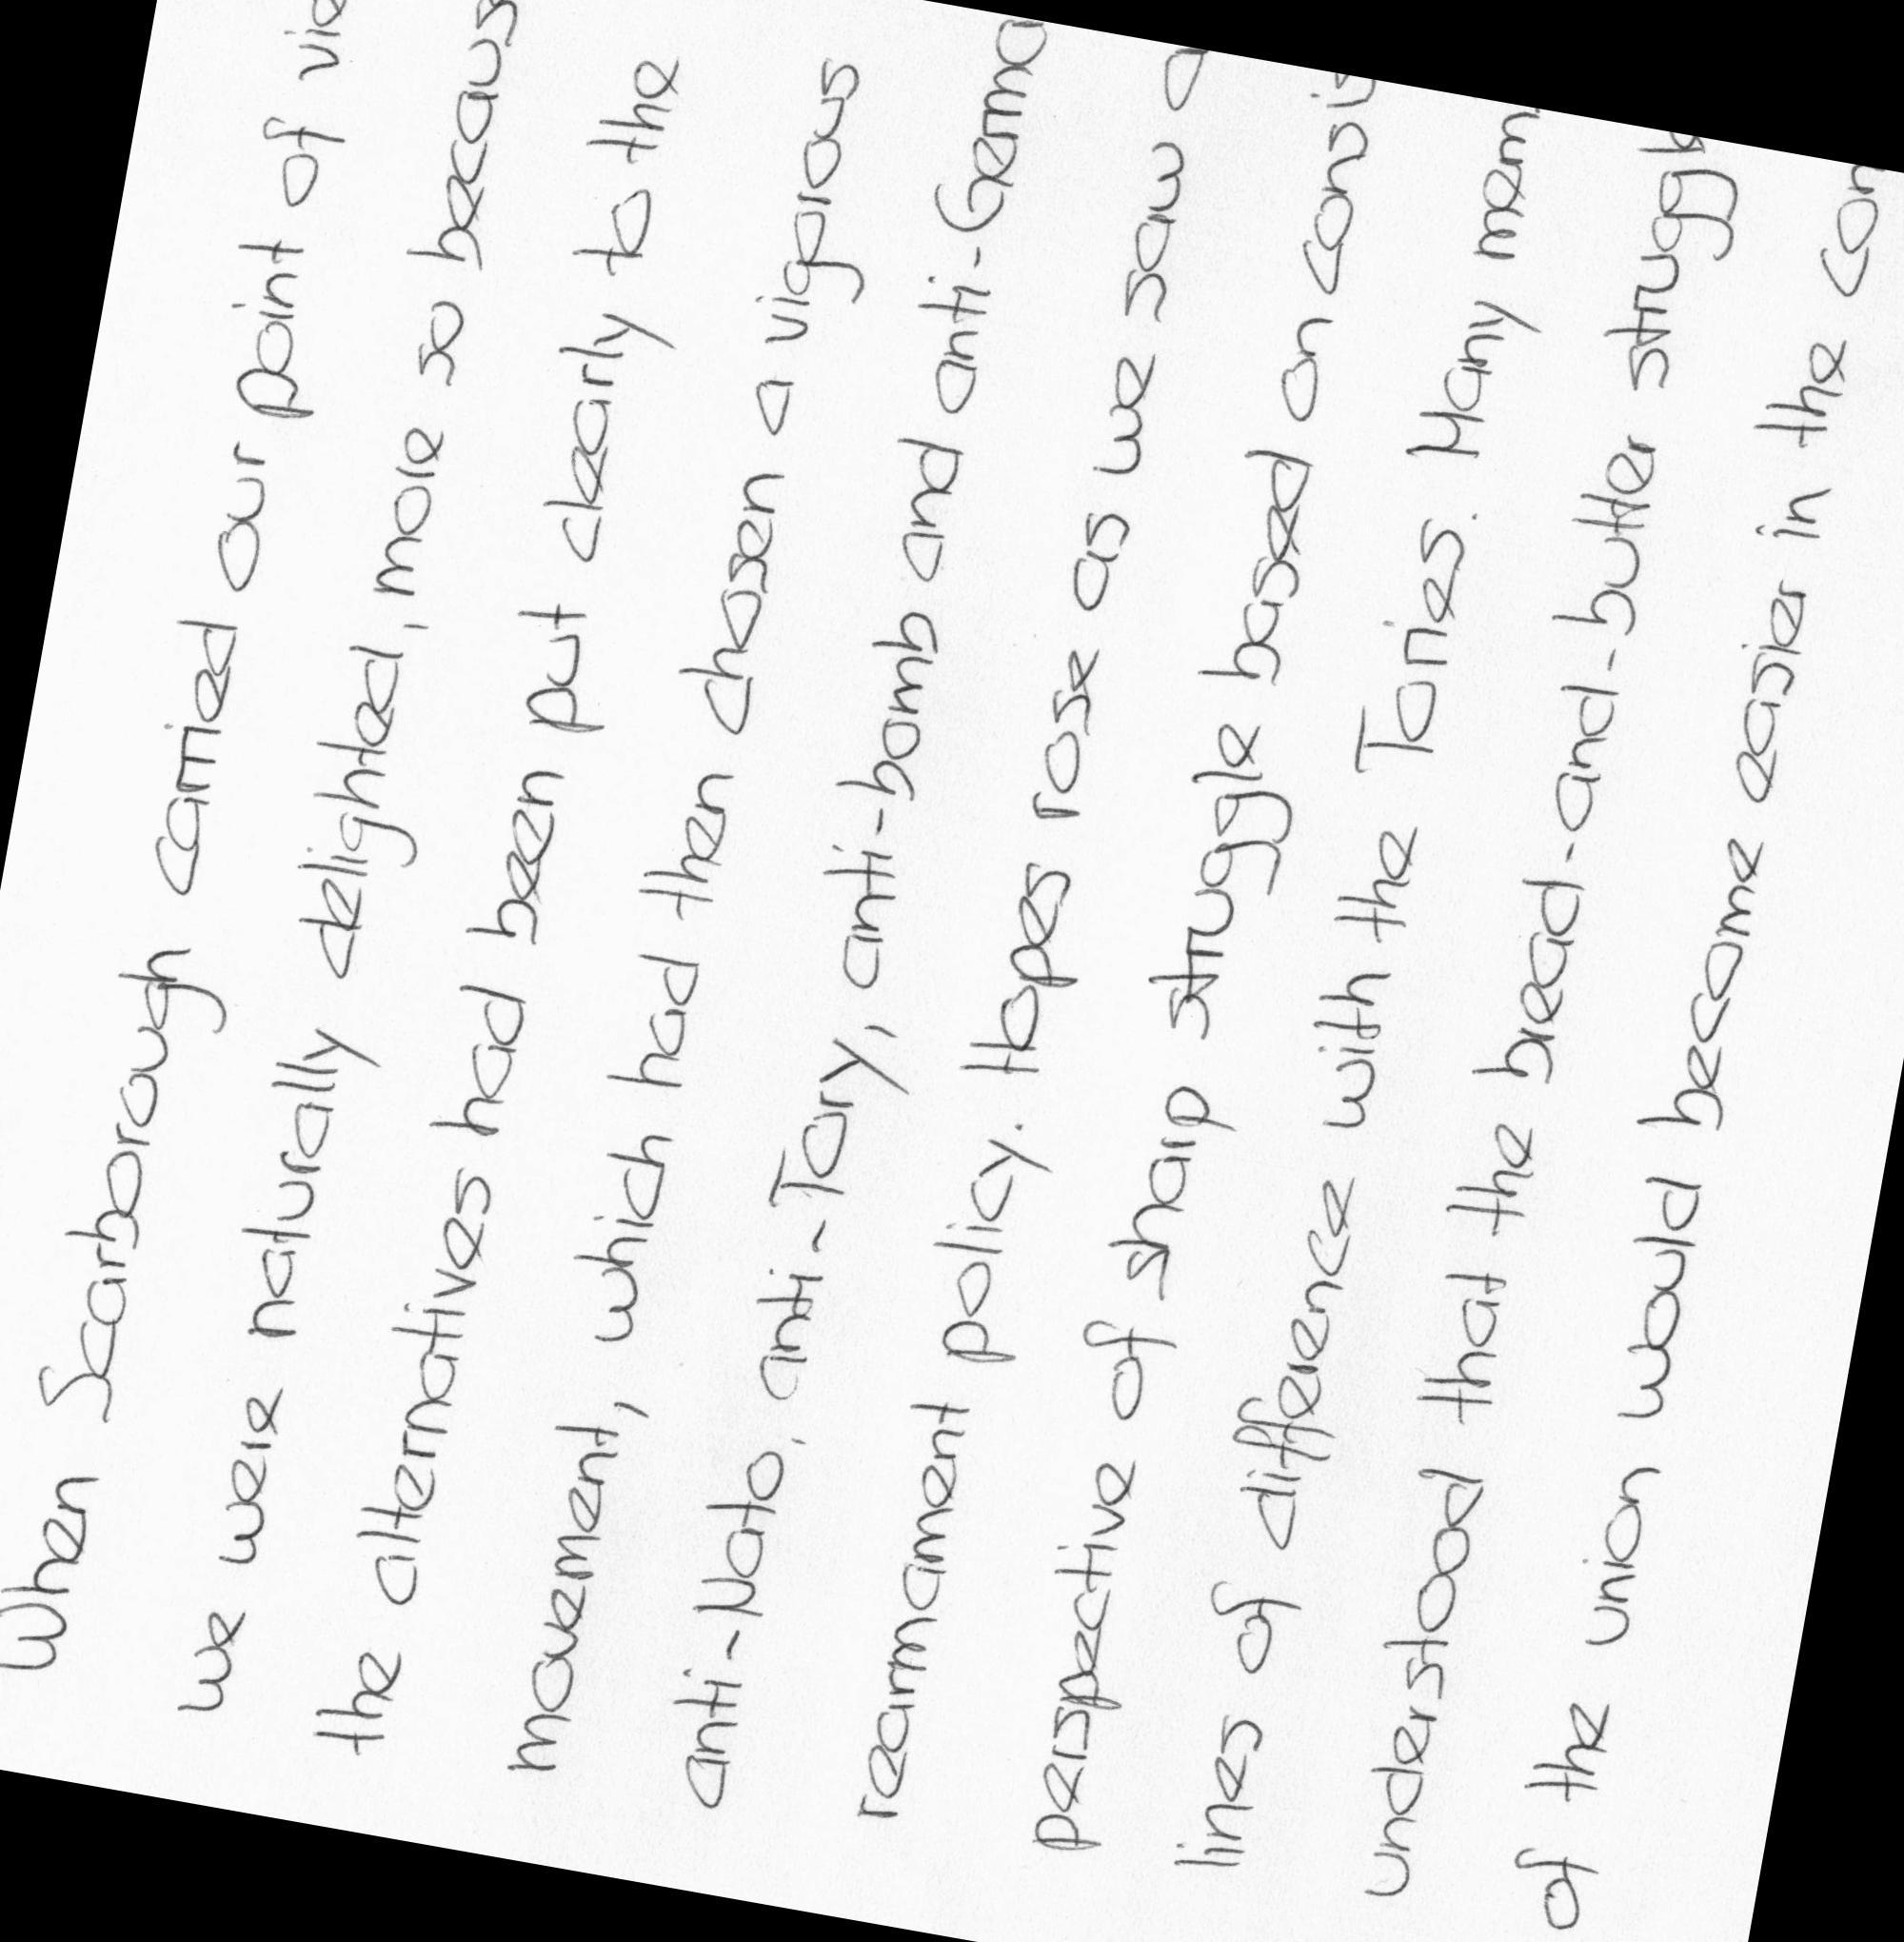 When Scarborough carried our point of vie
we were naturally delighted, more so becaus
the alternatives had been put clearly to the
movement, which had then chosen a vigorous
anti-Nato, anti-Tory, anti-bomb and anti-Germa
rearmament policy. Hopes rose as we saw a
perspective of sharp struggle based on consis
lines of difference with the Tories. Many mem
understood that the bread-and-butter struggle
of the union would become easier in the con